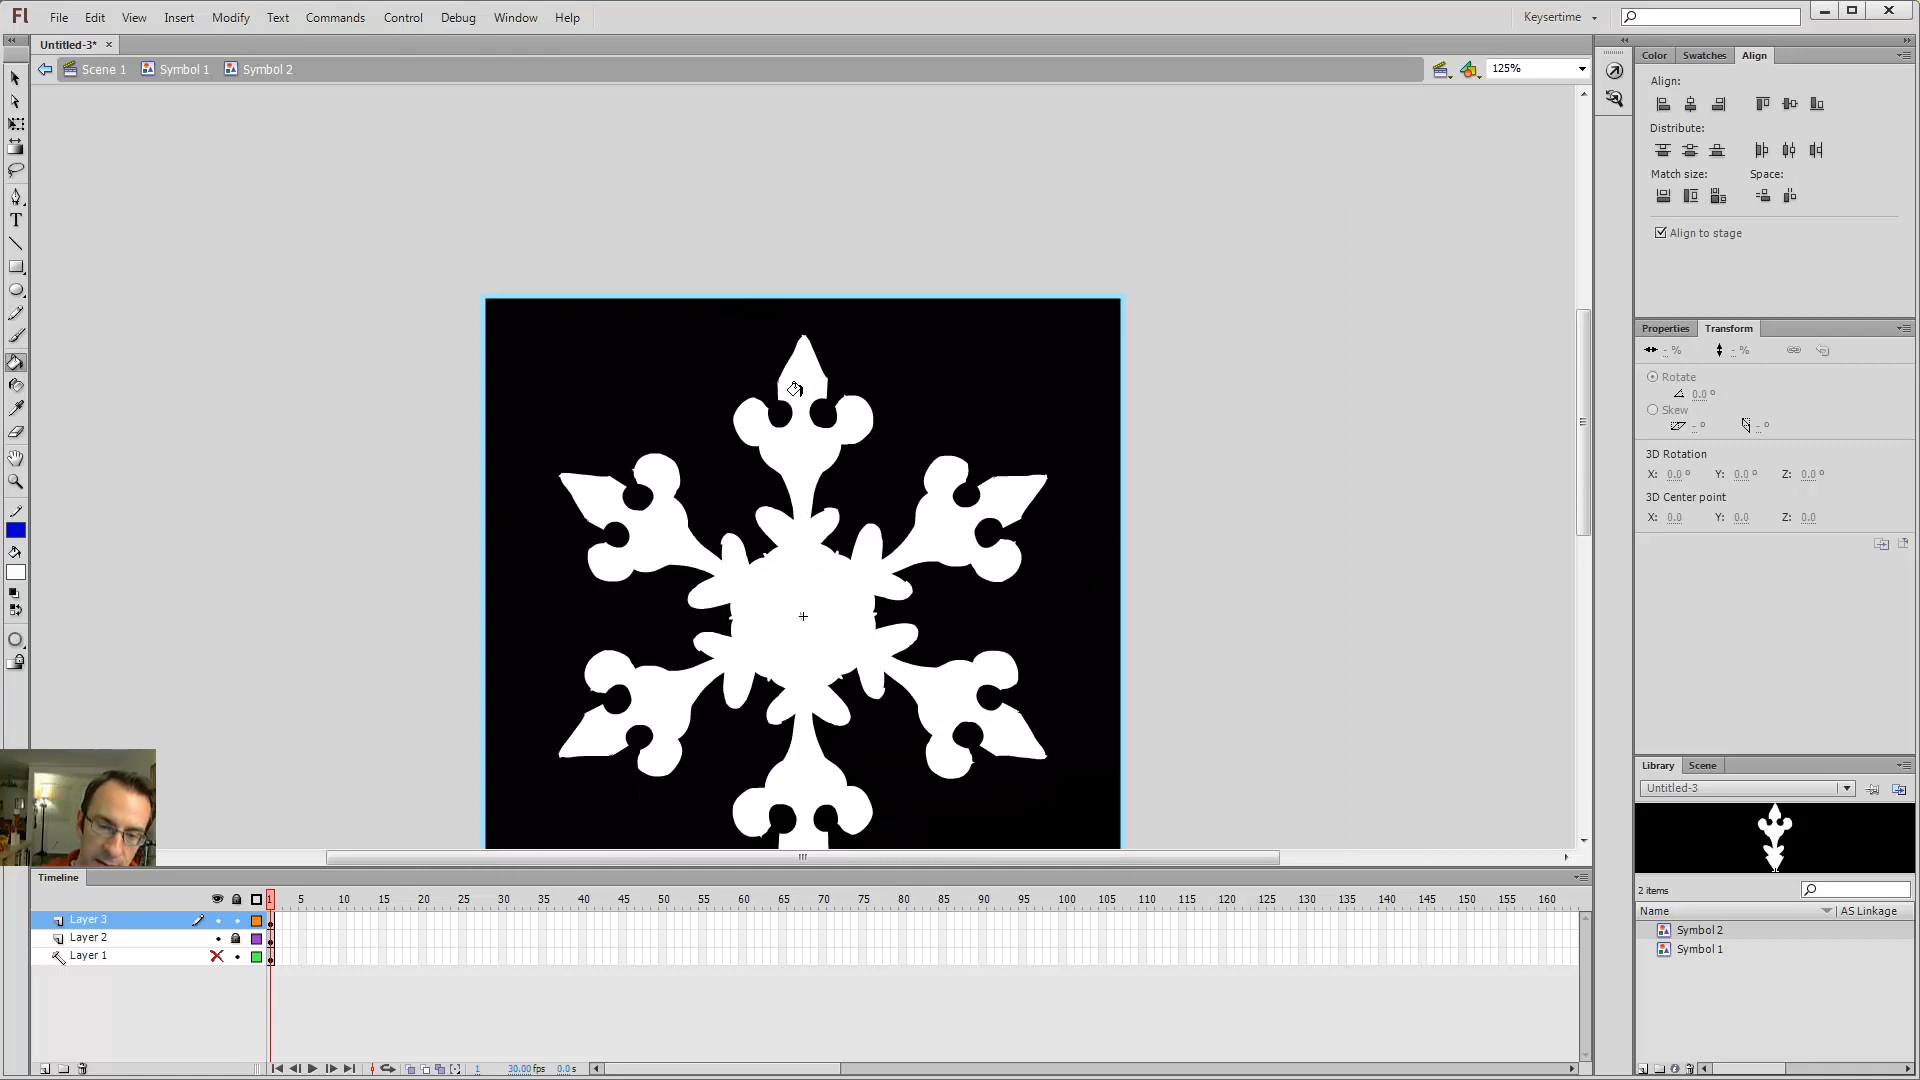 Fl File Edit View Insert Modify Text Commands Control Debug Window Help Keysertime
Untitled-3* ×
Scene 1 Symbol 1 Symbol 2 125%
Color Swatches Align
Align:
Distribute:
Match size: Space:
Align to stage
Properties Transform
- % - %
Rotate
0.0 °
Skew
- ° - °
3D Rotation
X: 0.0 ° Y: 0.0 ° Z: 0.0 °
3D Center point
X: 0.0 Y: 0.0 Z: 0.0
T
Library Scene
Untitled-3
2 items
Name AS Linkage
Symbol 2
Symbol 1
Timeline
1 5 10 15 20 25 30 35 40 45 50 55 60 65 70 75 80 85 90 95 100 105 110 115 120 125 130 135 140 145 150 155 160
Layer 3
Layer 2
Layer 1
1 30.00 fps 0.0 s